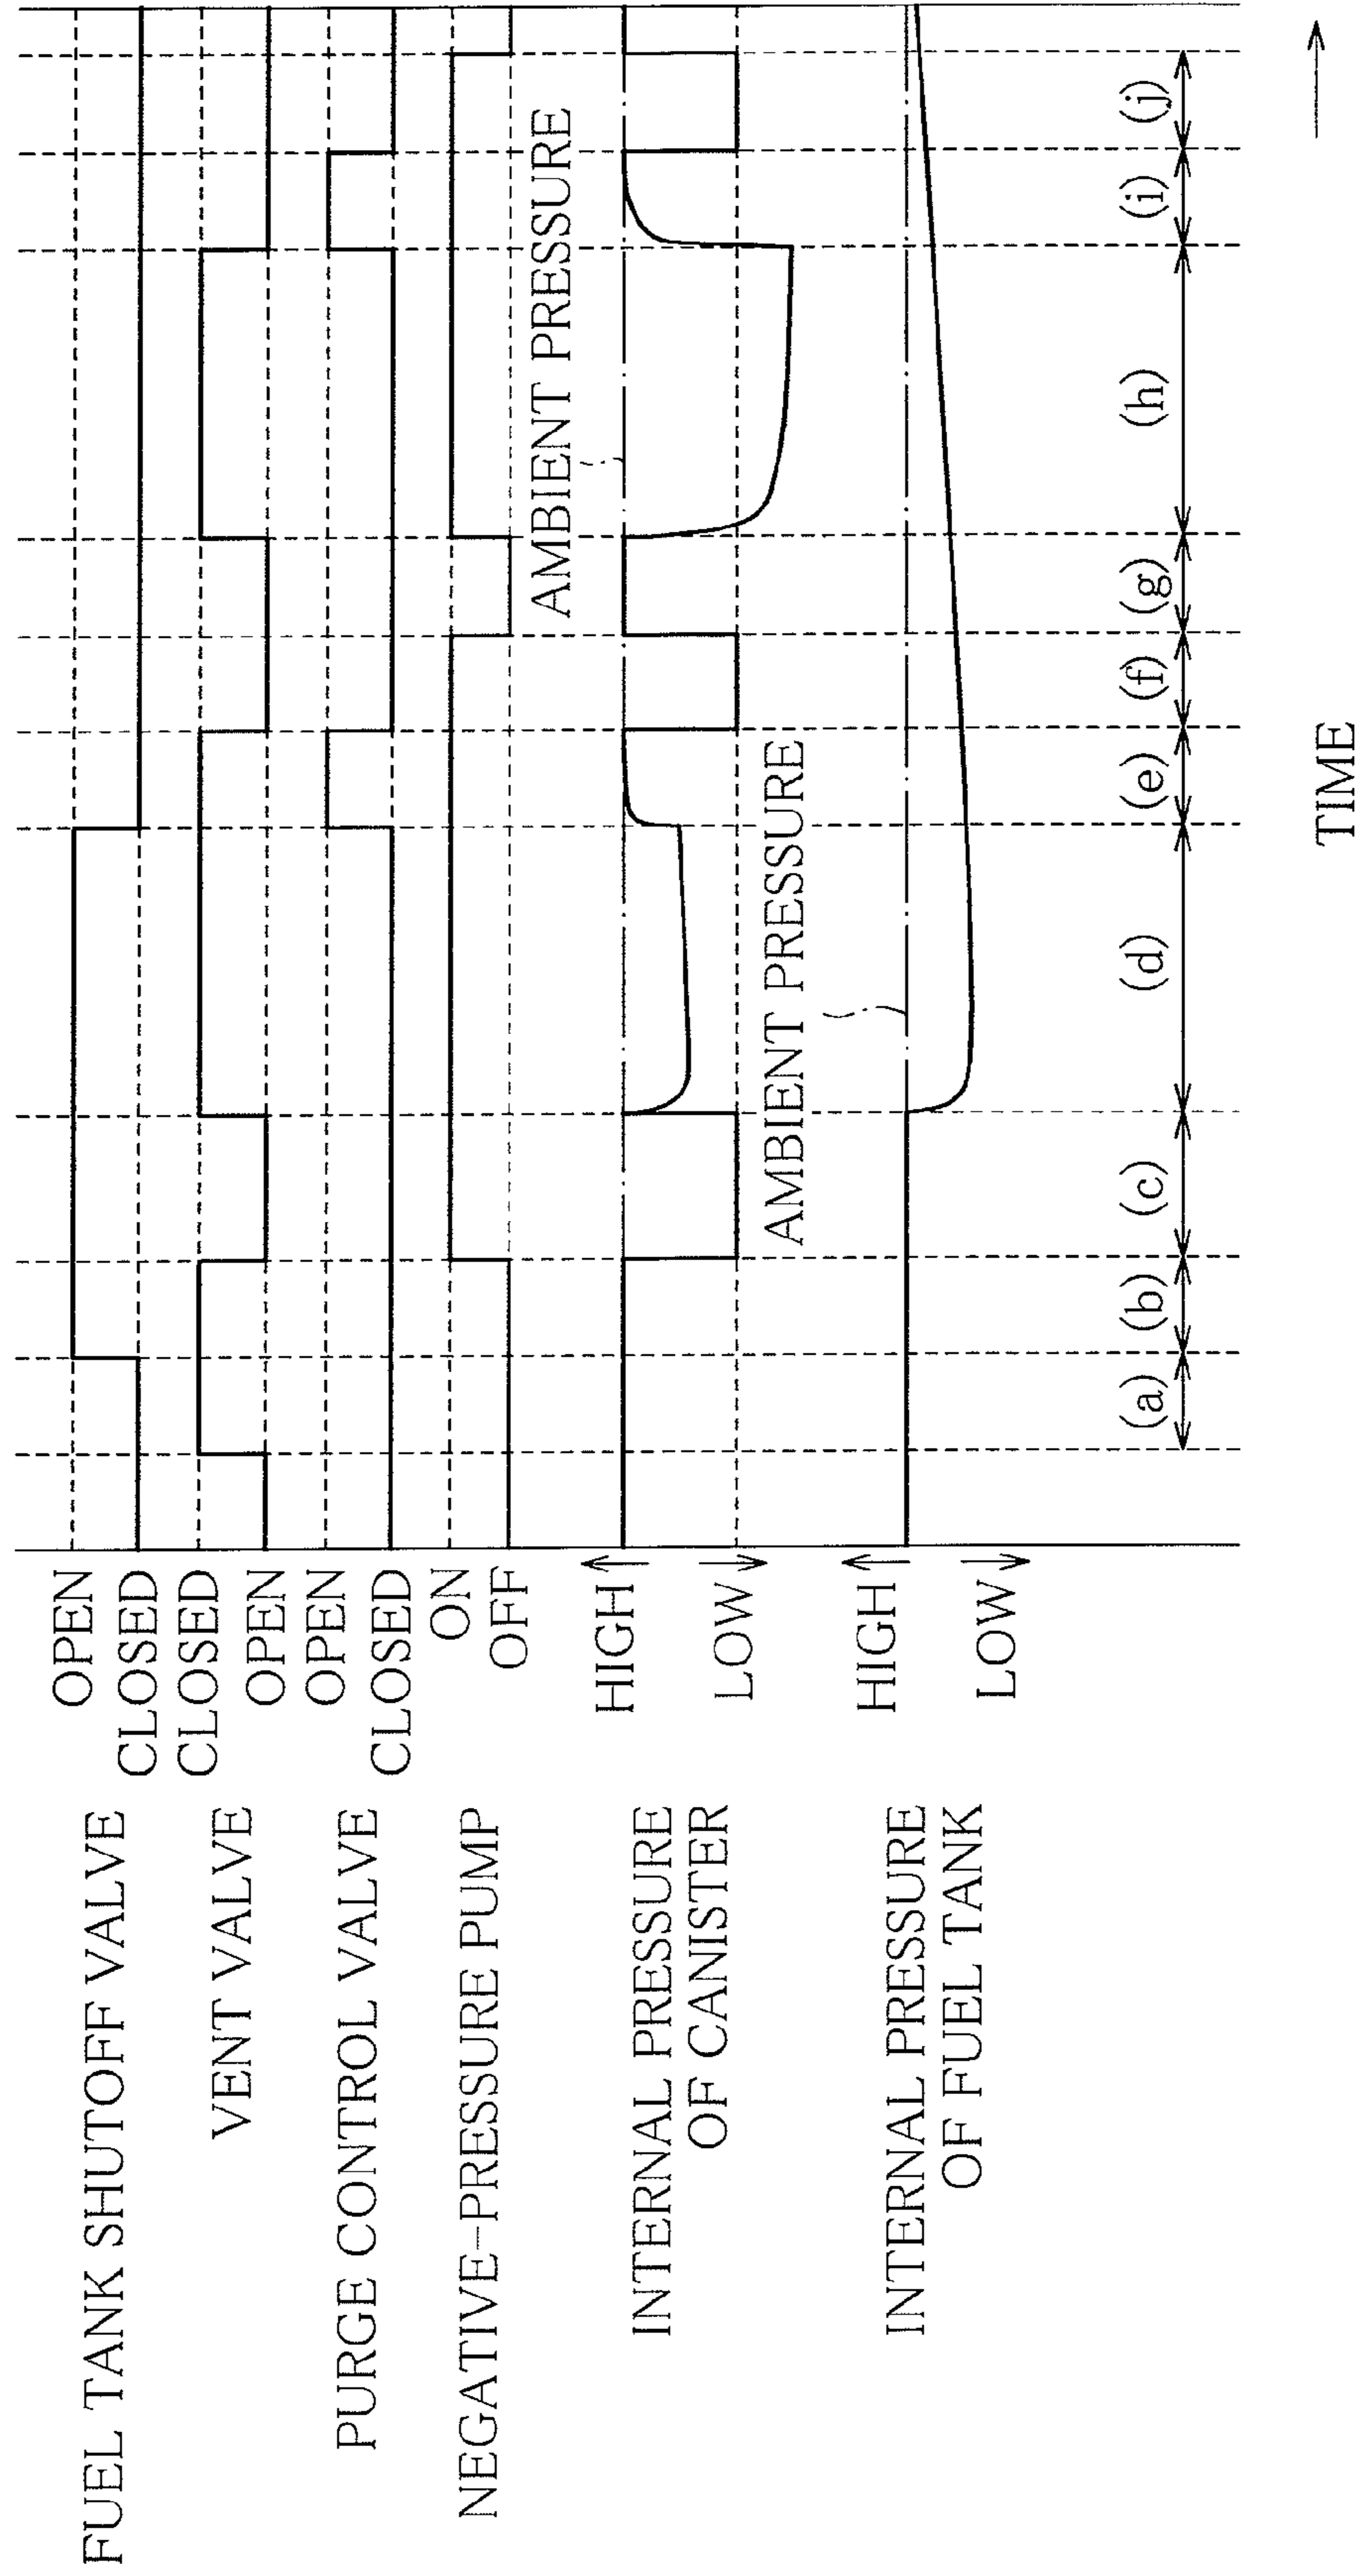 FUEL TANK SHUTOFF VALVE
OPEN
CLOSED
VENT VALVE
CLOSED
OPEN
PURGE CONTROL VALVE
OPEN
CLOSED
NEGATIVE-PRESSURE PUMP
ON
OFF
INTERNAL PRESSURE
OF CANISTER
HIGH
LOW
AMBIENT PRESSURE
INTERNAL PRESSURE
OF FUEL TANK
HIGH
LOW
AMBIENT PRESSURE
(a) (b) (c) (d) (e) (f) (g) (h) (i) (j)
TIME